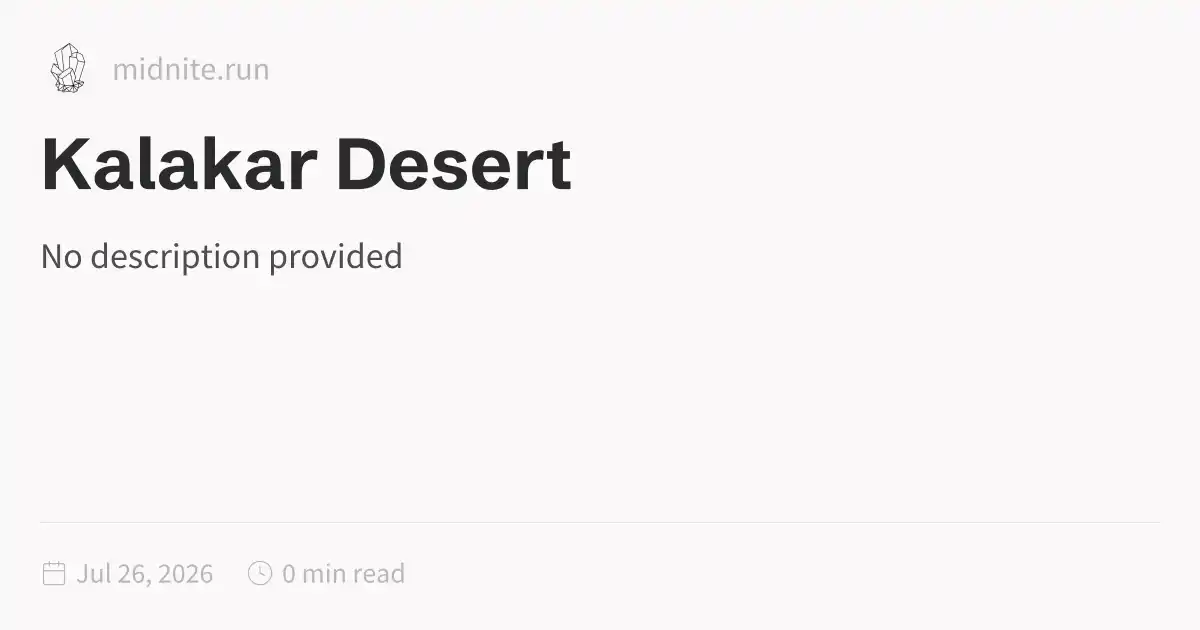 midnite.run
Kalakar Desert
No description provided
Jul 26, 2026 0 min read